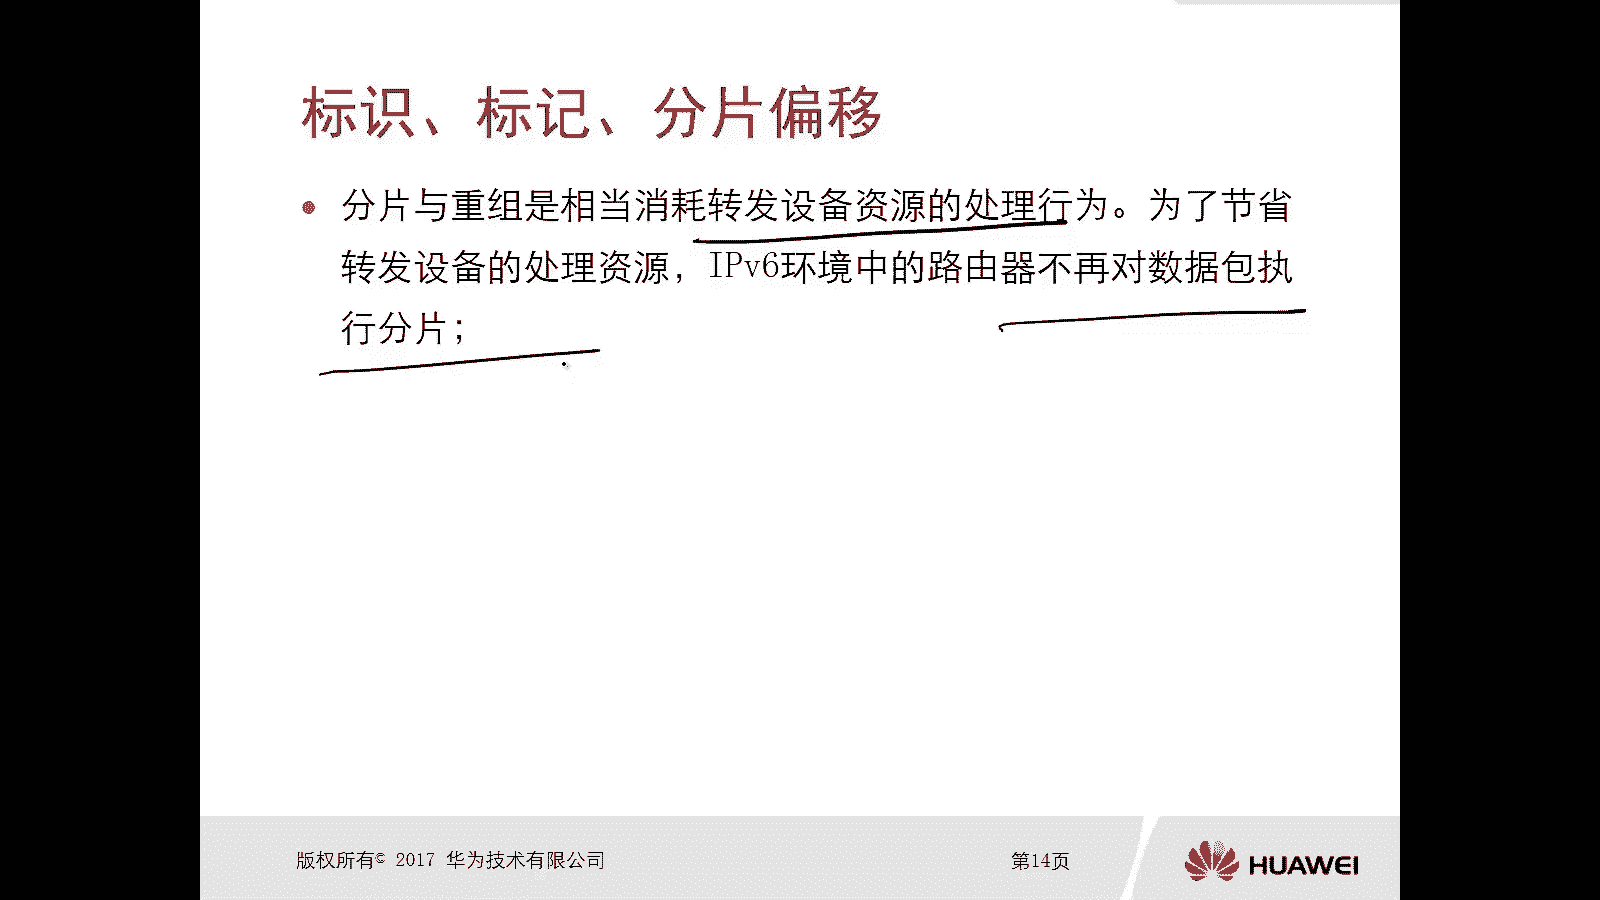 标识、标记、分片偏移
• 分片与重组是相当消耗转发设备资源的处理行为。为了节省
转发设备的处理资源，IPv6环境中的路由器不再对数据包执
行分片；
版权所有© 2017 华为技术有限公司
第14页
HUAWEI